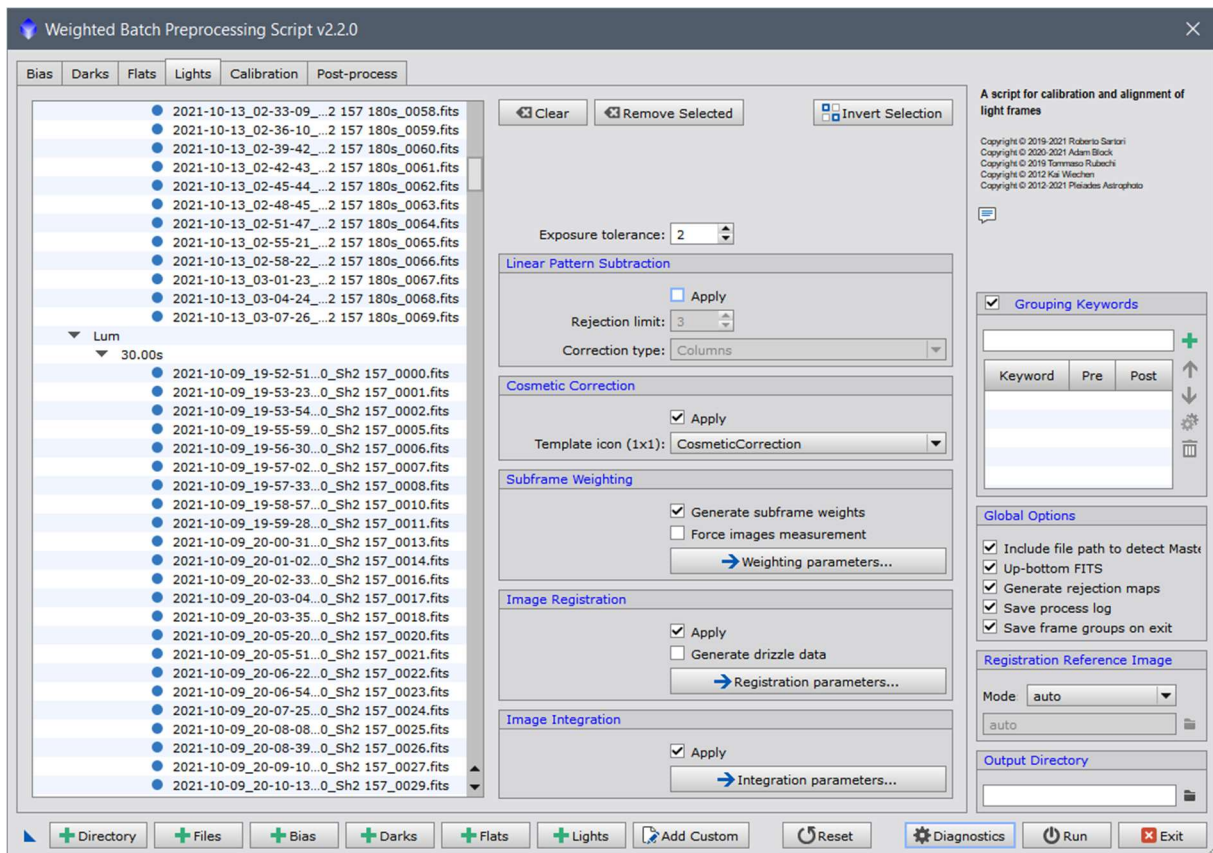 Weighted Batch Preprocessing Script v2.2.0
Bias Darks Flats Lights Calibration Post-process
2021-10-13_02-33-09_...2 157 180s_0058.fits
2021-10-13_02-36-10_...2 157 180s_0059.fits
2021-10-13_02-39-42_...2 157 180s_0060.fits
2021-10-13_02-42-43_...2 157 180s_0061.fits
2021-10-13_02-45-44_...2 157 180s_0062.fits
2021-10-13_02-48-45_...2 157 180s_0063.fits
2021-10-13_02-51-47_...2 157 180s_0064.fits
2021-10-13_02-55-21_...2 157 180s_0065.fits
2021-10-13_02-58-22_...2 157 180s_0066.fits
2021-10-13_03-01-23_...2 157 180s_0067.fits
2021-10-13_03-04-24_...2 157 180s_0068.fits
2021-10-13_03-07-26_...2 157 180s_0069.fits
Lum
30.00s
2021-10-09_19-52-51...0_Sh2 157_0000.fits
2021-10-09_19-53-23...0_Sh2 157_0001.fits
2021-10-09_19-53-54...0_Sh2 157_0002.fits
2021-10-09_19-55-59...0_Sh2 157_0005.fits
2021-10-09_19-56-30...0_Sh2 157_0006.fits
2021-10-09_19-57-02...0_Sh2 157_0007.fits
2021-10-09_19-57-33...0_Sh2 157_0008.fits
2021-10-09_19-58-57...0_Sh2 157_0010.fits
2021-10-09_19-59-28...0_Sh2 157_0011.fits
2021-10-09_20-00-31...0_Sh2 157_0013.fits
2021-10-09_20-01-02...0_Sh2 157_0014.fits
2021-10-09_20-02-33...0_Sh2 157_0016.fits
2021-10-09_20-03-04...0_Sh2 157_0017.fits
2021-10-09_20-03-35...0_Sh2 157_0018.fits
2021-10-09_20-05-20...0_Sh2 157_0020.fits
2021-10-09_20-05-51...0_Sh2 157_0021.fits
2021-10-09_20-06-22...0_Sh2 157_0022.fits
2021-10-09_20-06-54...0_Sh2 157_0023.fits
2021-10-09_20-07-25...0_Sh2 157_0024.fits
2021-10-09_20-08-08...0_Sh2 157_0025.fits
2021-10-09_20-08-39...0_Sh2 157_0026.fits
2021-10-09_20-09-10...0_Sh2 157_0027.fits
2021-10-09_20-10-13...0_Sh2 157_0029.fits
Clear Remove Selected Invert Selection
Exposure tolerance: 2
Linear Pattern Subtraction
Apply
Rejection limit: 3
Correction type: Columns
Cosmetic Correction
Apply
Template icon (1x1): CosmeticCorrection
Subframe Weighting
Generate subframe weights
Force images measurement
Weighting parameters...
Image Registration
Apply
Generate drizzle data
Registration parameters...
Image Integration
Apply
Integration parameters...
A script for calibration and alignment of
light frames
Copyright © 2019-2021 Roberto Sartori
Copyright © 2020-2021 Adam Block
Copyright © 2019 Tommaso Rubechi
Copyright © 2012 Kai Wiechen
Copyright © 2012-2021 Pleiades Astrophoto
Grouping Keywords
Keyword Pre Post
Global Options
Include file path to detect Maste
Up-bottom FITS
Generate rejection maps
Save process log
Save frame groups on exit
Registration Reference Image
Mode: auto
auto
Output Directory
Directory Files Bias Darks Flats Lights Add Custom Reset Diagnostics Run Exit